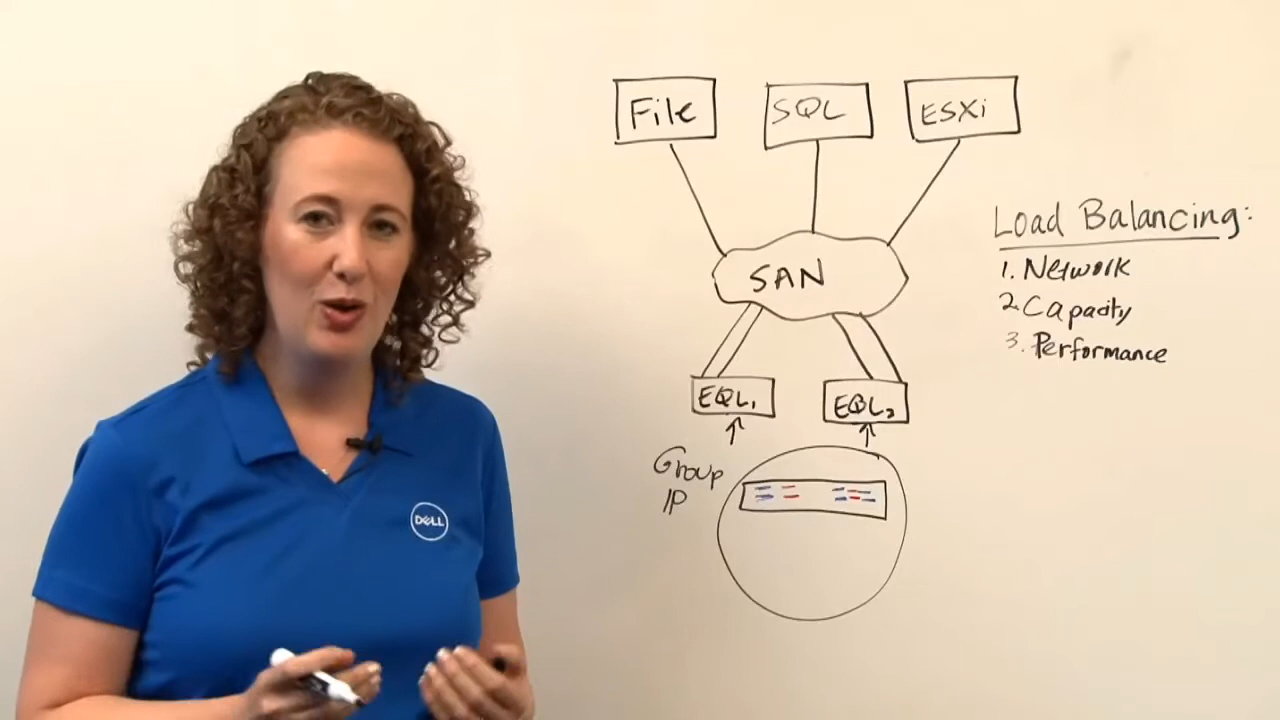 File
SQL
ESXi
Load Balancing:
1. Network
2. Capacity
3. Performance
SAN
EQL1
EQL2
Group
IP
DELL